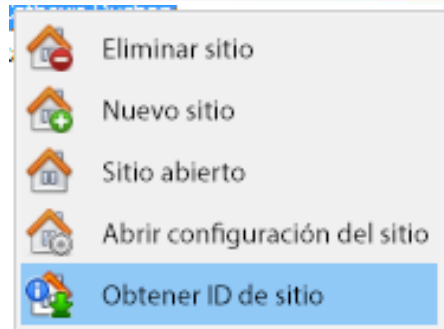 Eliminar sitio
Nuevo sitio
Sitio abierto
Abrir configuración del sitio
Obtener ID de sitio